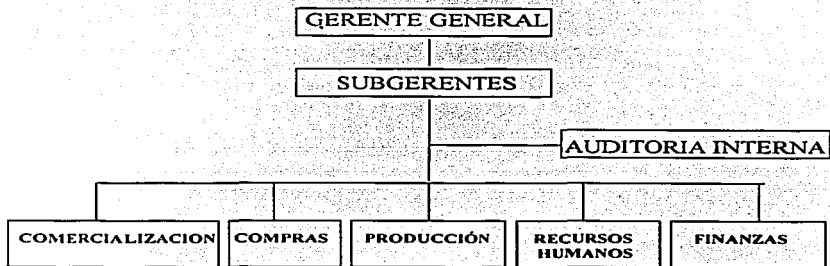 GERENTE GENERAL
SUBGERENTES
AUDITORIA INTERNA
COMERCIALIZACION
COMPRAS
PRODUCCIÓN
RECURSOS
HUMANOS
FINANZAS